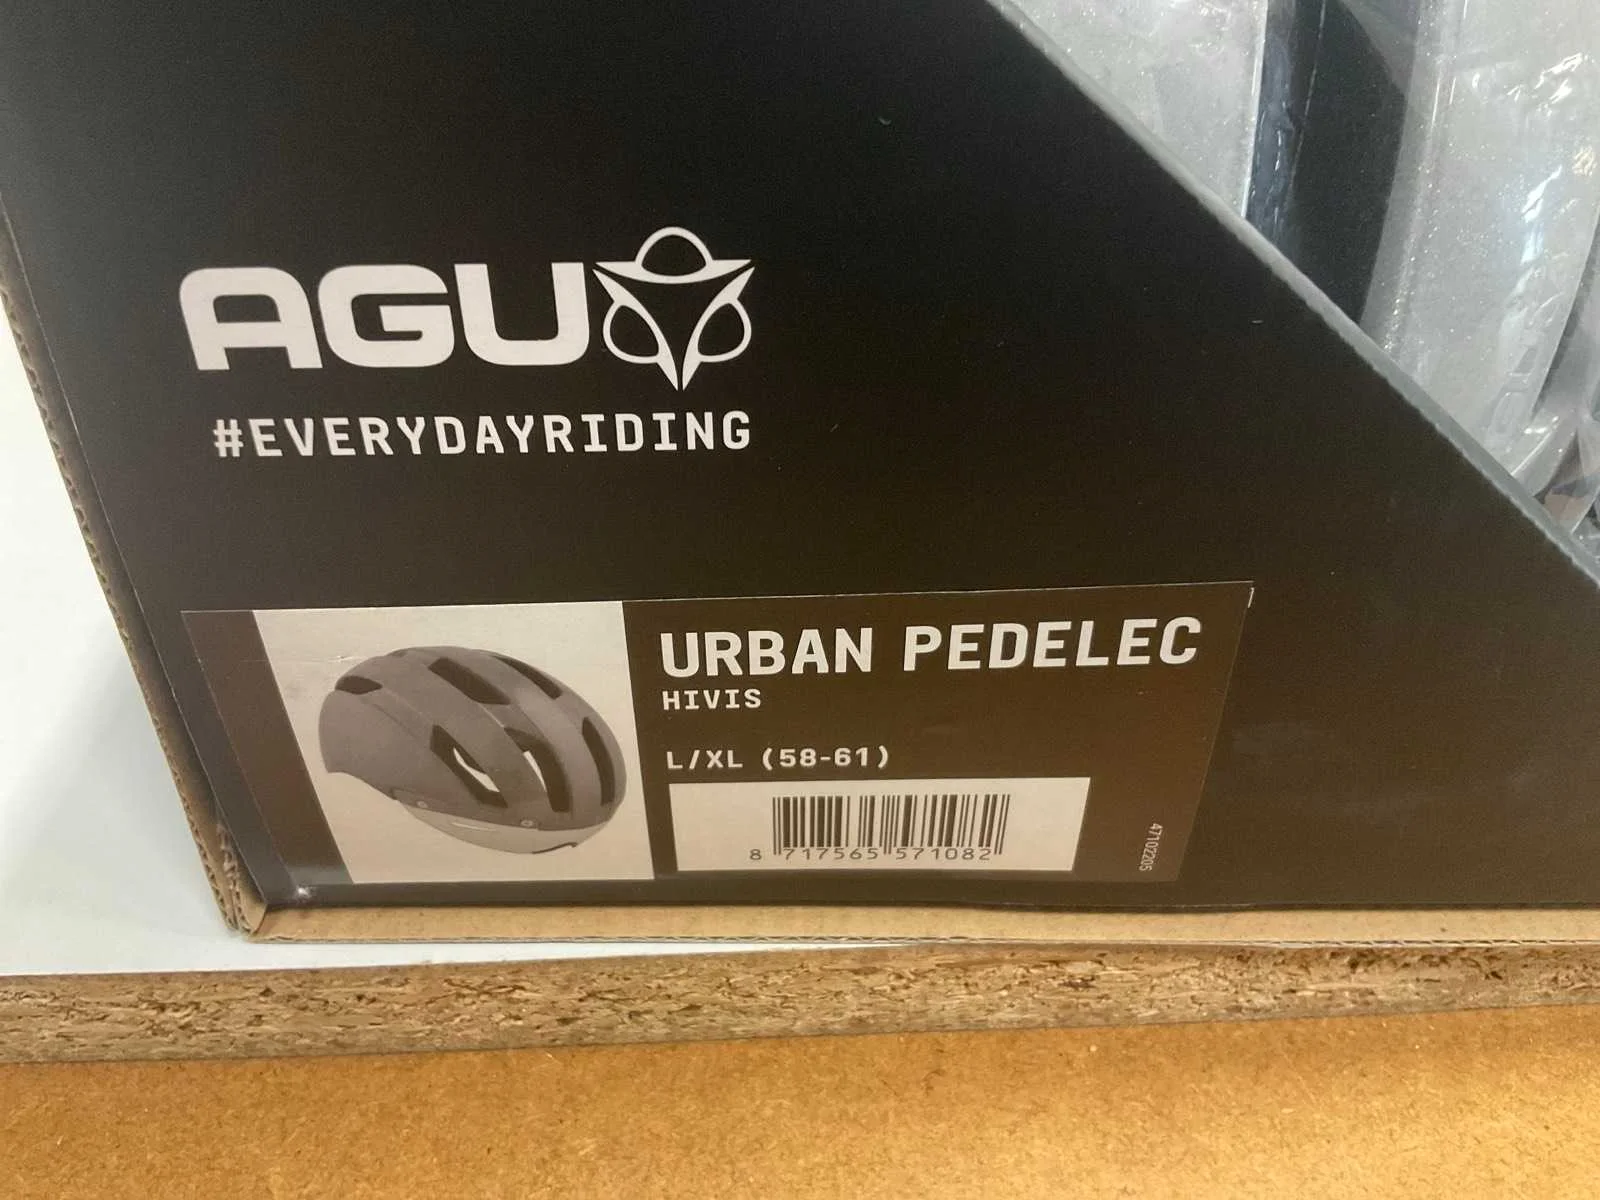 AGU
#EVERYDAYRIDING
URBAN PEDELEC
HIVIS
L/XL (58-61)
8 717565 571082
47102205